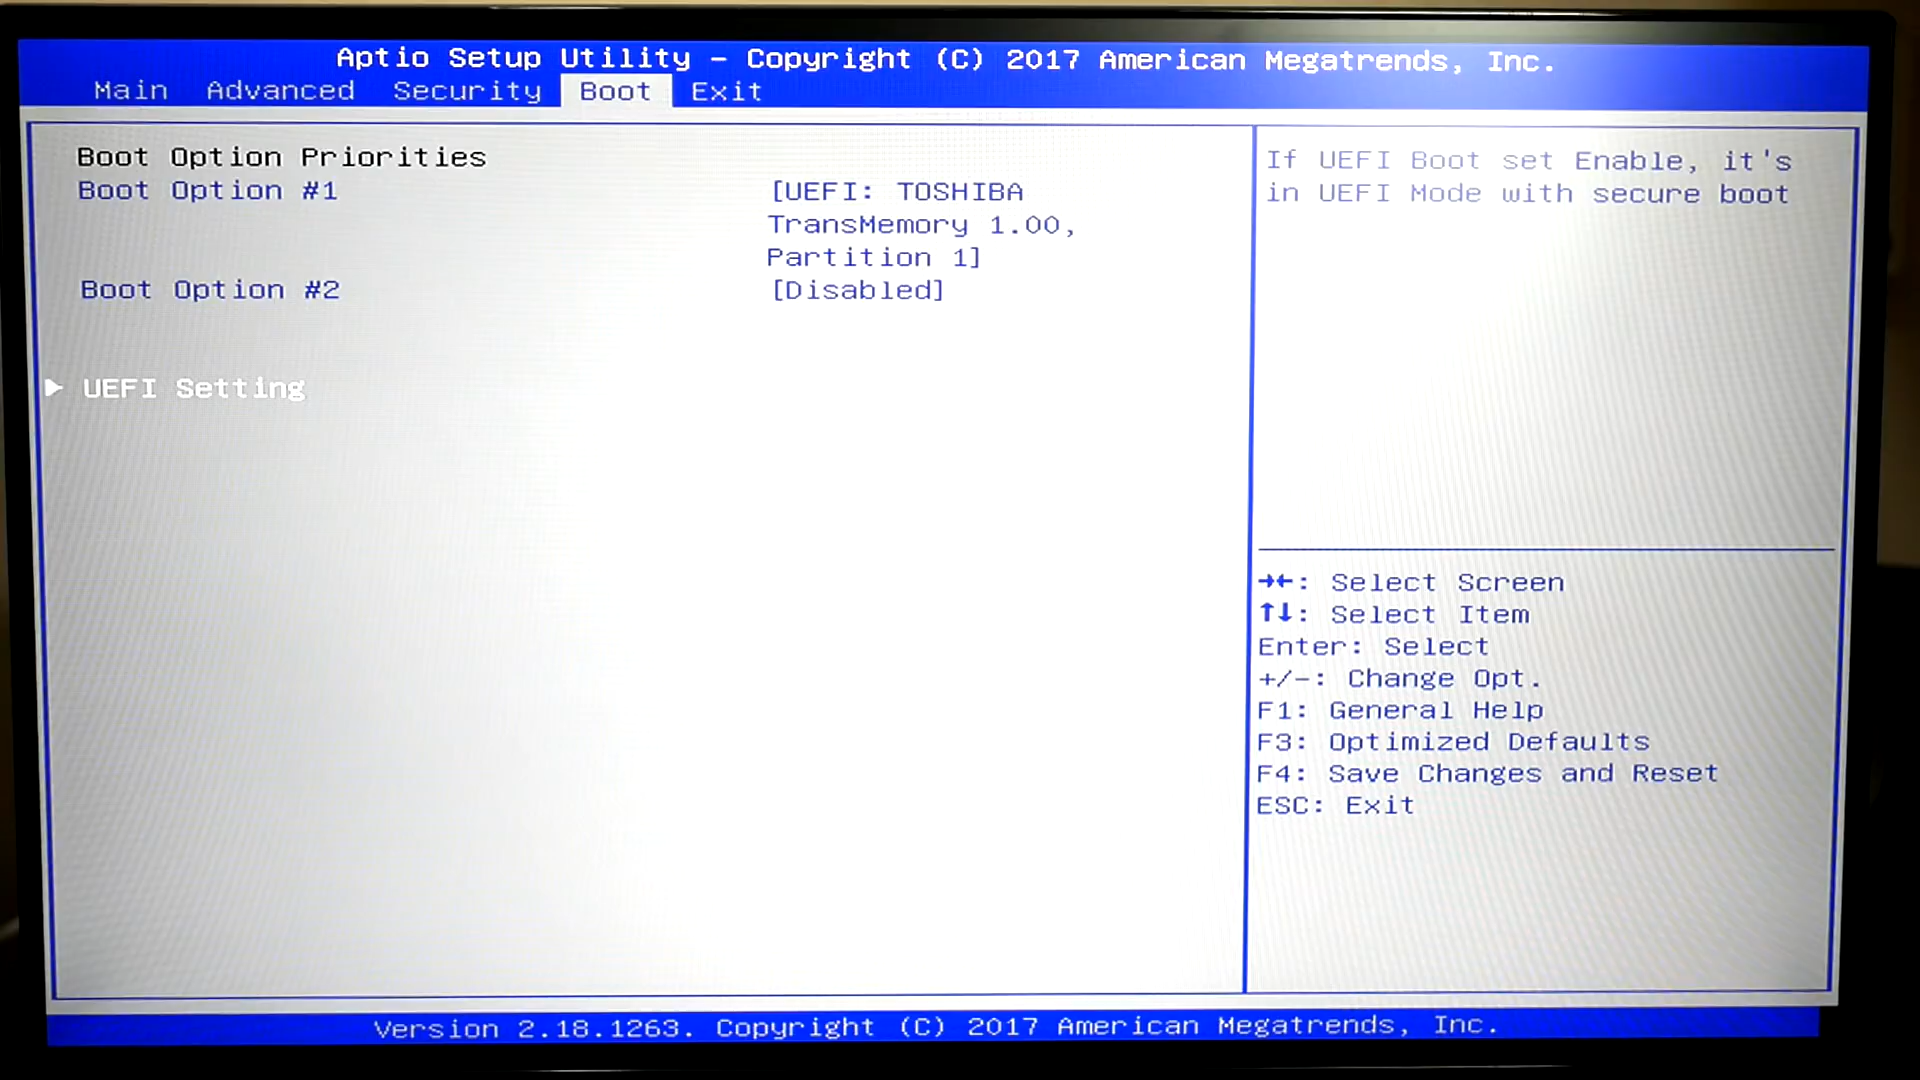 Aptio Setup Utility – Copyright (C) 2017 American Megatrends, Inc.
Main Advanced Security Boot Exit
Boot Option Priorities
Boot Option #1 [UEFI: TOSHIBA
TransMemory 1.00,
Partition 1]
Boot Option #2 [Disabled]
► UEFI Setting
If UEFI Boot set Enable, it's
in UEFI Mode with secure boot
→←: Select Screen
↑↓: Select Item
Enter: Select
+/-: Change Opt.
F1: General Help
F3: Optimized Defaults
F4: Save Changes and Reset
ESC: Exit
Version 2.18.1263. Copyright (C) 2017 American Megatrends, Inc.